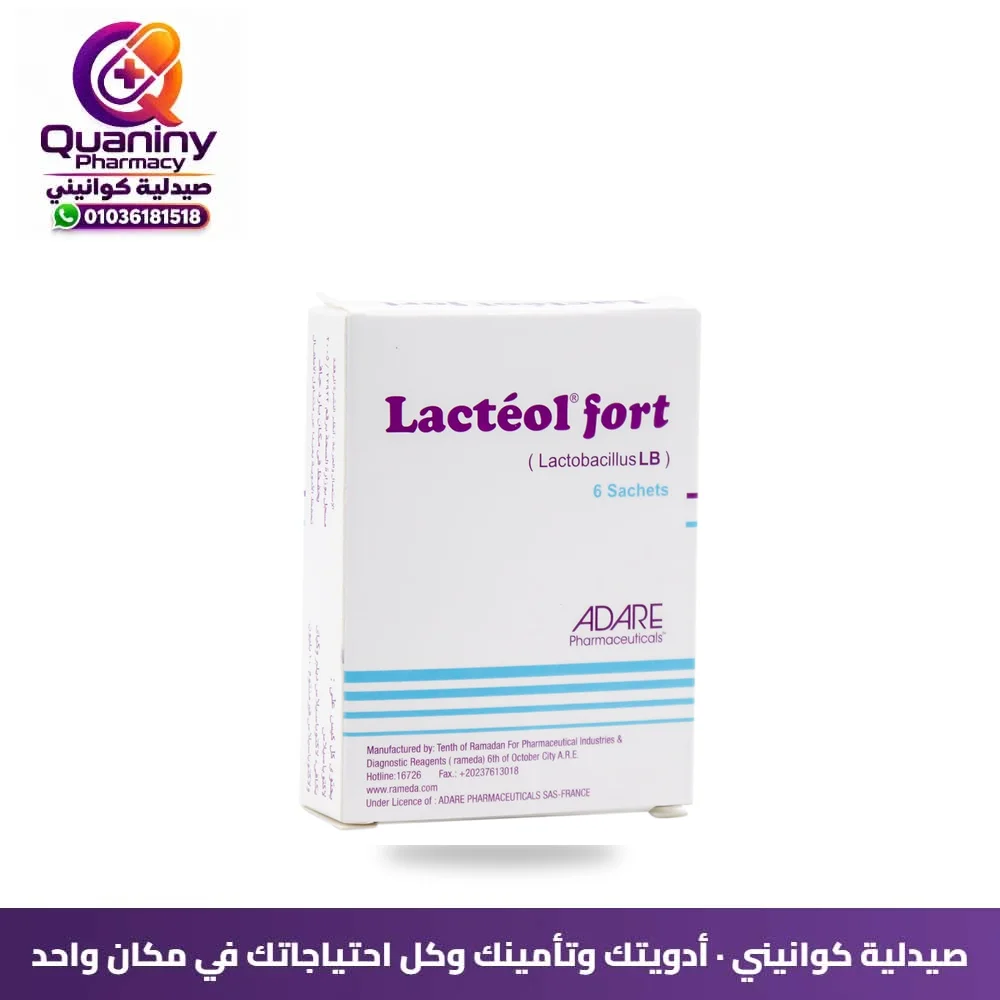 Quaniny
Pharmacy
صيدلية كوانيني
01036181518
Lactéol® fort
( Lactobacillus LB )
6 Sachets
ADARE
Pharmaceuticals™
Manufactured by: Tenth of Ramadan For Pharmaceutical Industries &
Diagnostic Reagents ( rameda) 6th of October City A.R.E.
Hotline:16726 Fax.: +20237613018
www.rameda.com
Under Licence of : ADARE PHARMACEUTICALS SAS-FRANCE
صيدلية كوانيني · أدويتك وتأمينك وكل احتياجاتك في مكان واحد